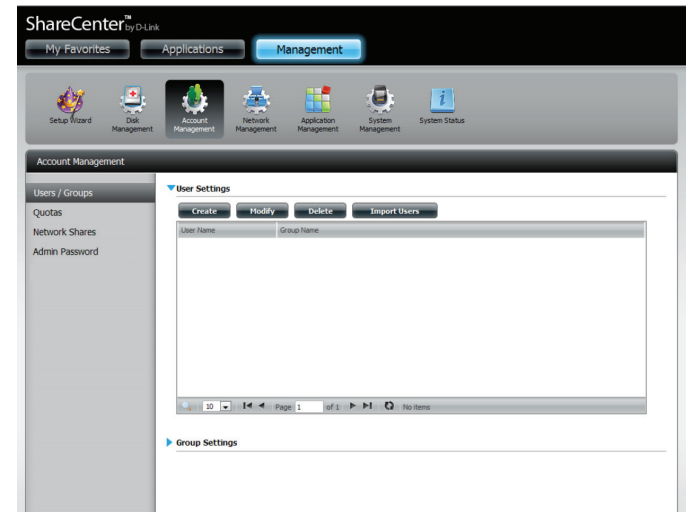 ShareCenter™ by D-Link
My Favorites Applications Management
Setup Wizard Disk Management Account Management Network Management Application Management System Management System Status
Account Management
Users / Groups
Quotas
Network Shares
Admin Password
User Settings
Create Modify Delete Import Users
User Name Group Name
10 Page 1 of 1 No items
Group Settings